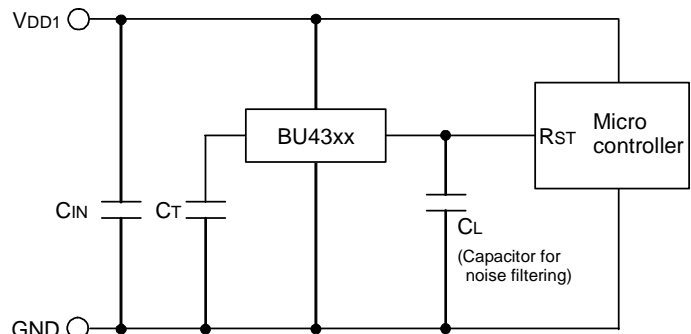 VDD1
BU43xx
RST
Micro
controller
CIN
CT
CL
(Capacitor for
noise filtering)
GND